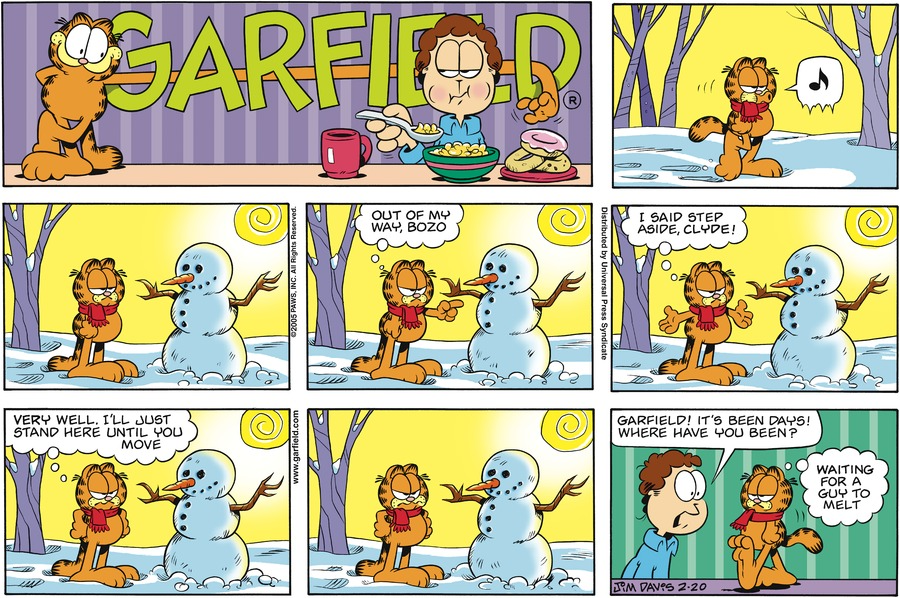 GARFIELD
®
©2005 PAWS, INC. All Rights Reserved.
OUT OF MY
WAY, BOZO
Distributed by Universal Press Syndicate
I SAID STEP
ASIDE, CLYDE!
VERY WELL. I'LL JUST
STAND HERE UNTIL YOU
MOVE
www.garfield.com
GARFIELD! IT'S BEEN DAYS!
WHERE HAVE YOU BEEN?
WAITING
FOR A
GUY TO
MELT
JIM DAVIS 2-20